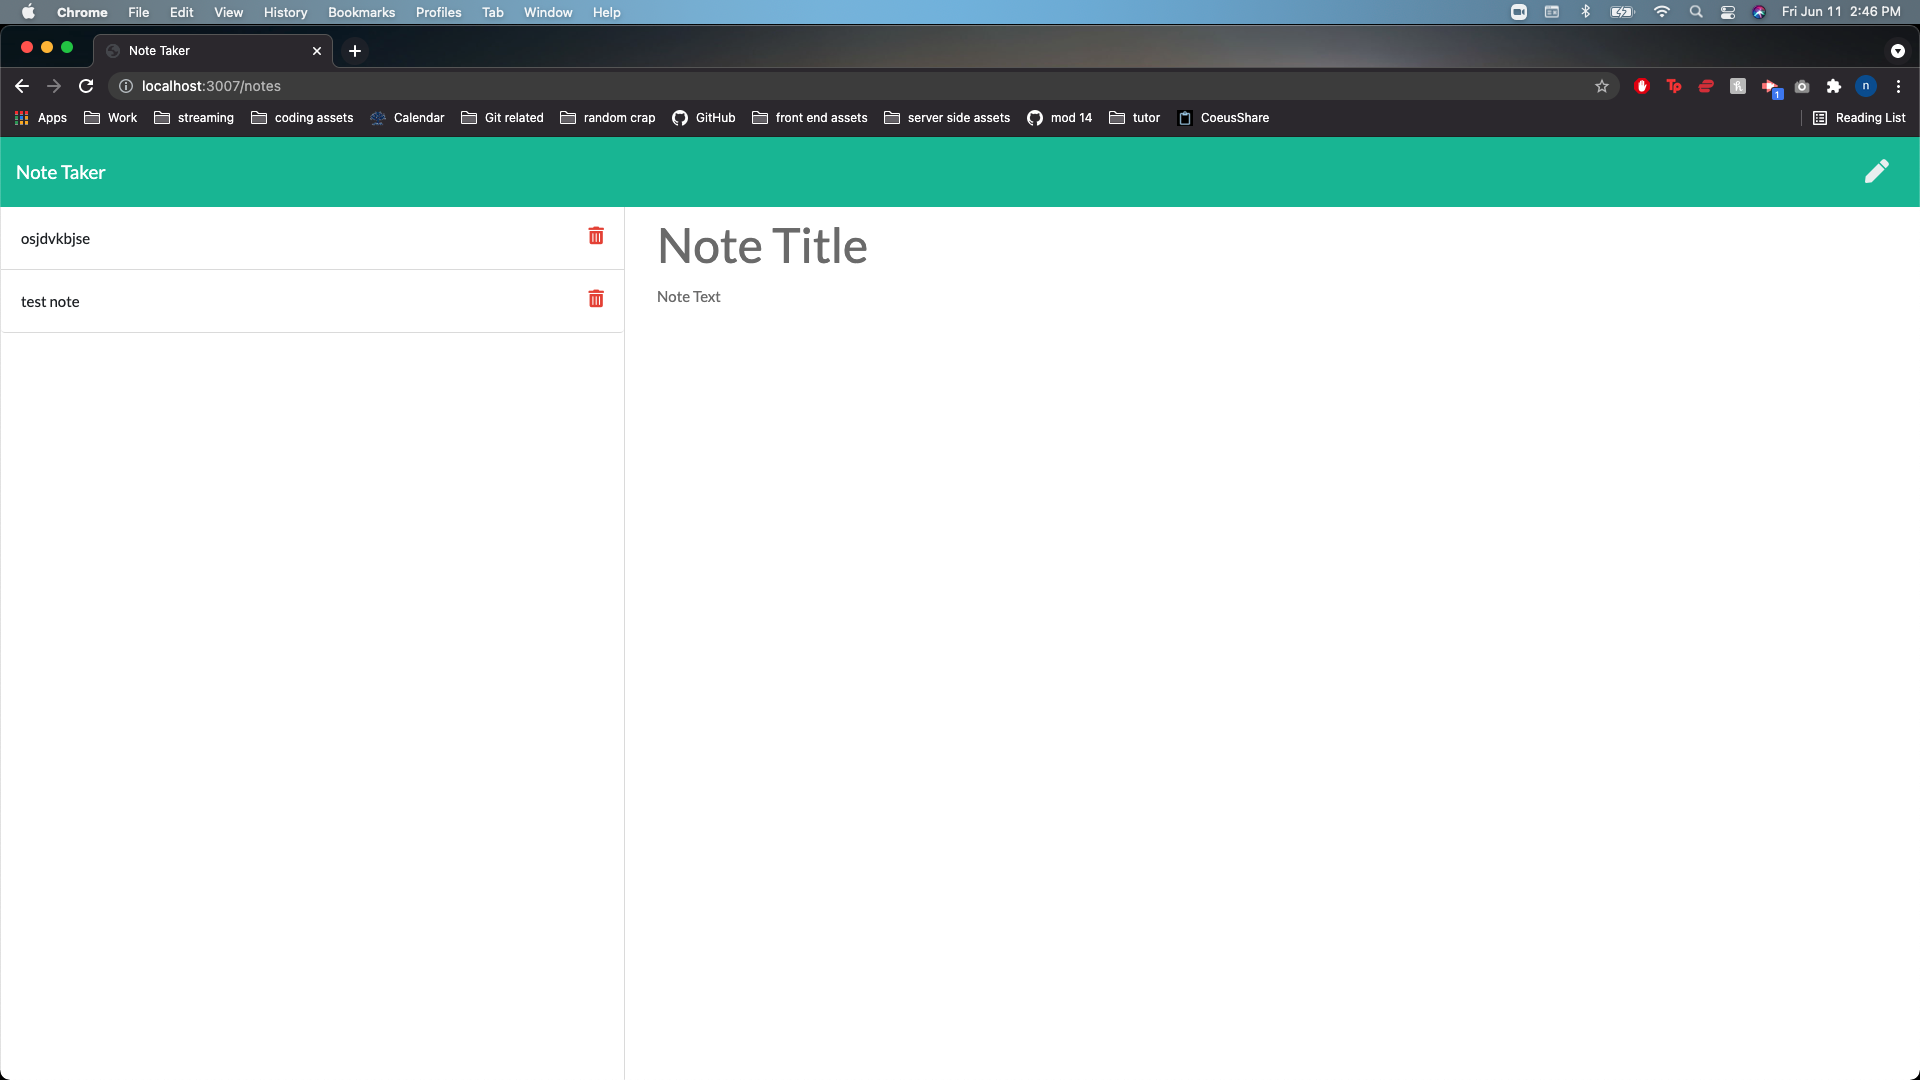 Chrome File Edit View History Bookmarks Profiles Tab Window Help Fri Jun 11 2:46 PM
Note Taker
localhost:3007/notes Tp 1 n
Apps Work streaming coding assets Calendar Git related random crap GitHub front end assets server side assets mod 14 tutor CoeusShare Reading List
Note Taker
osjdvkbjse
test note
Note Title
Note Text